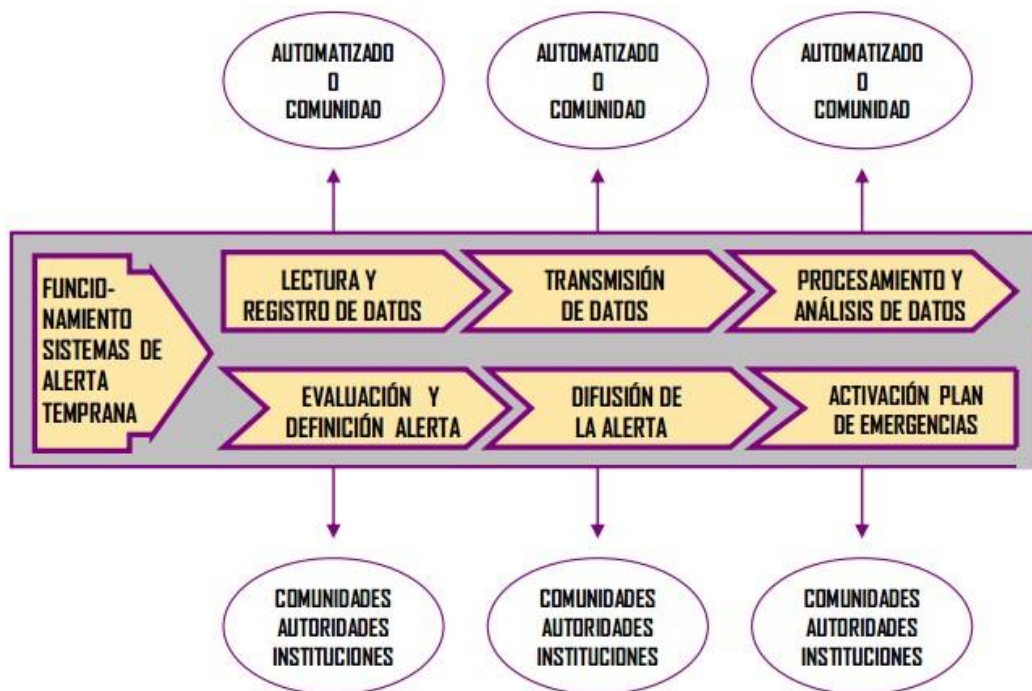 AUTOMATIZADO
O
COMUNIDAD
AUTOMATIZADO
O
COMUNIDAD
AUTOMATIZADO
O
COMUNIDAD
FUNCIO-
NAMIENTO
SISTEMAS DE
ALERTA
TEMPRANA
LECTURA Y
REGISTRO DE DATOS
TRANSMISIÓN
DE DATOS
PROCESAMIENTO Y
ANÁLISIS DE DATOS
EVALUACIÓN Y
DEFINICIÓN ALERTA
DIFUSIÓN DE
LA ALERTA
ACTIVACIÓN PLAN
DE EMERGENCIAS
COMUNIDADES
AUTORIDADES
INSTITUCIONES
COMUNIDADES
AUTORIDADES
INSTITUCIONES
COMUNIDADES
AUTORIDADES
INSTITUCIONES